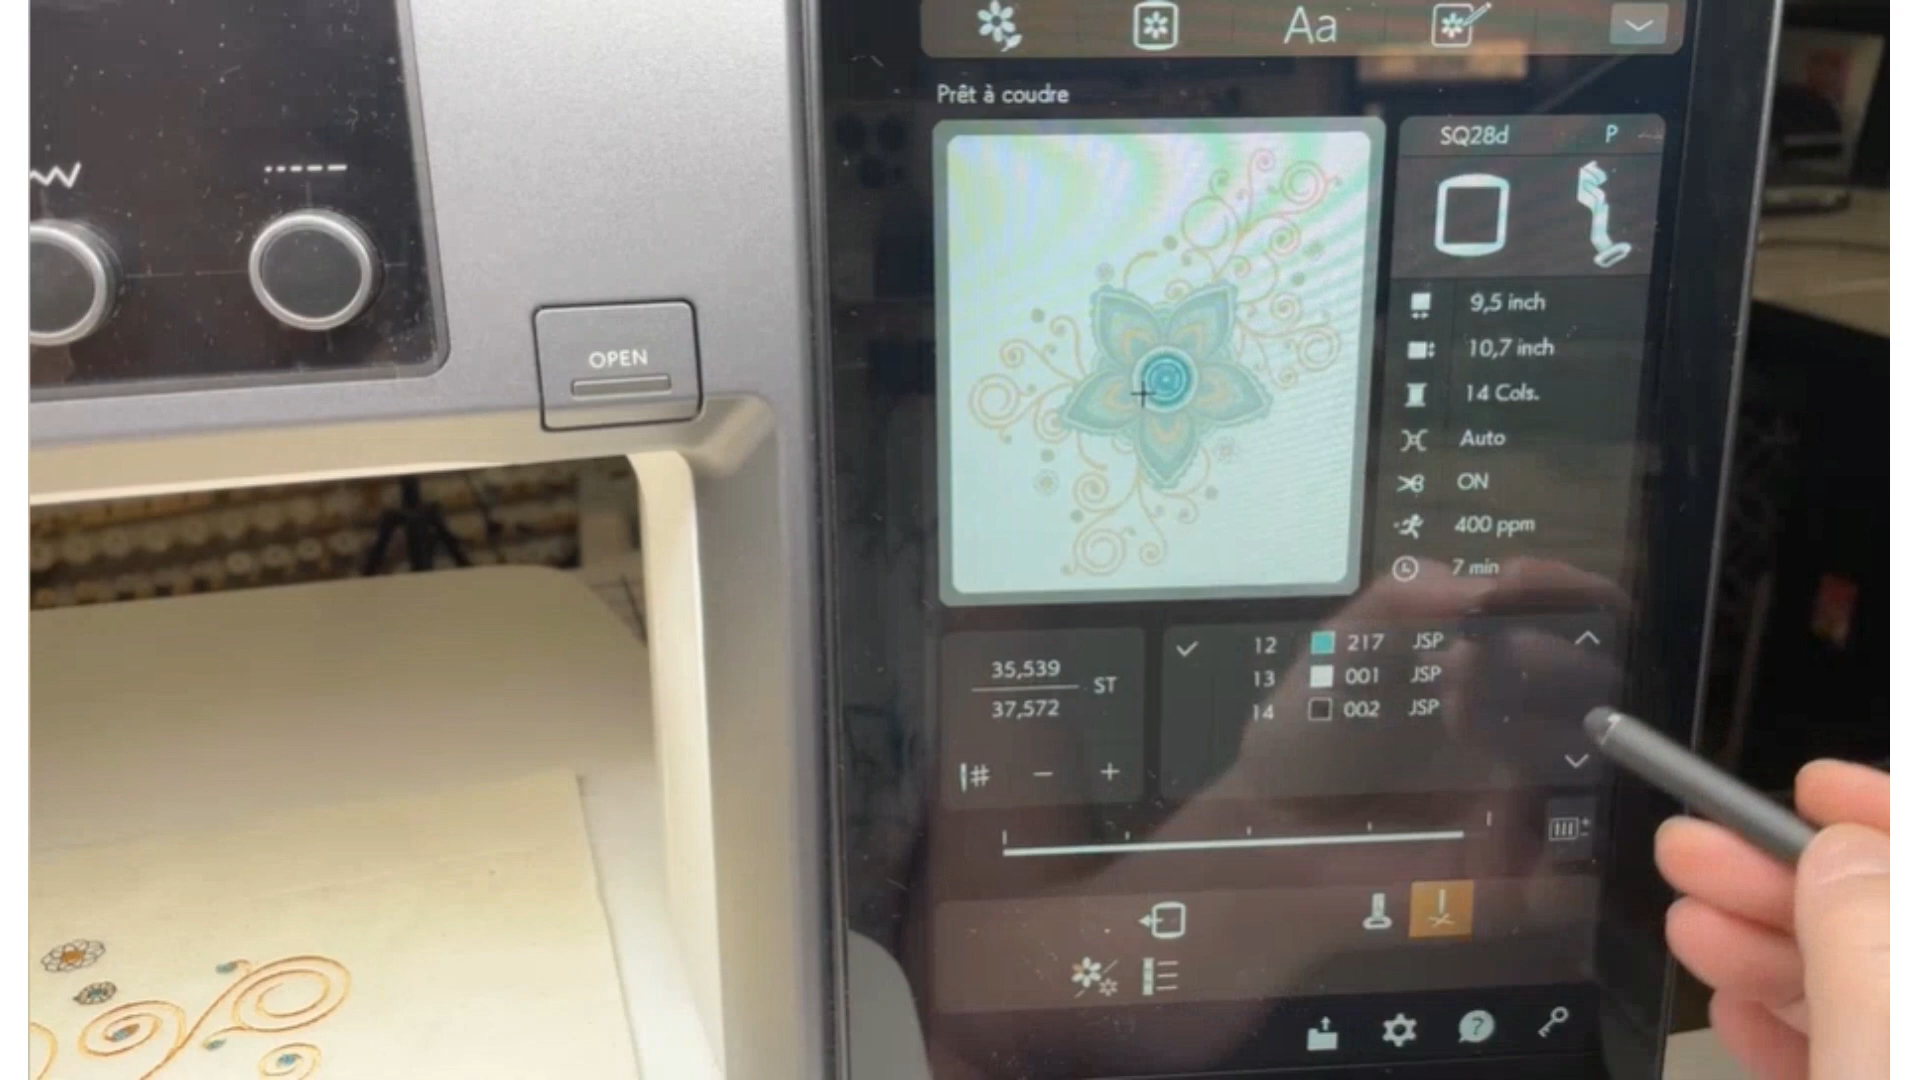 Aa
Prêt à coudre
SQ28d P
9,5 inch
10,7 inch
14 Cols.
Auto
ON
400 ppm
7 min
OPEN
35,539
37,572
ST
12 217 JSP
13 001 JSP
14 002 JSP
# - +
?